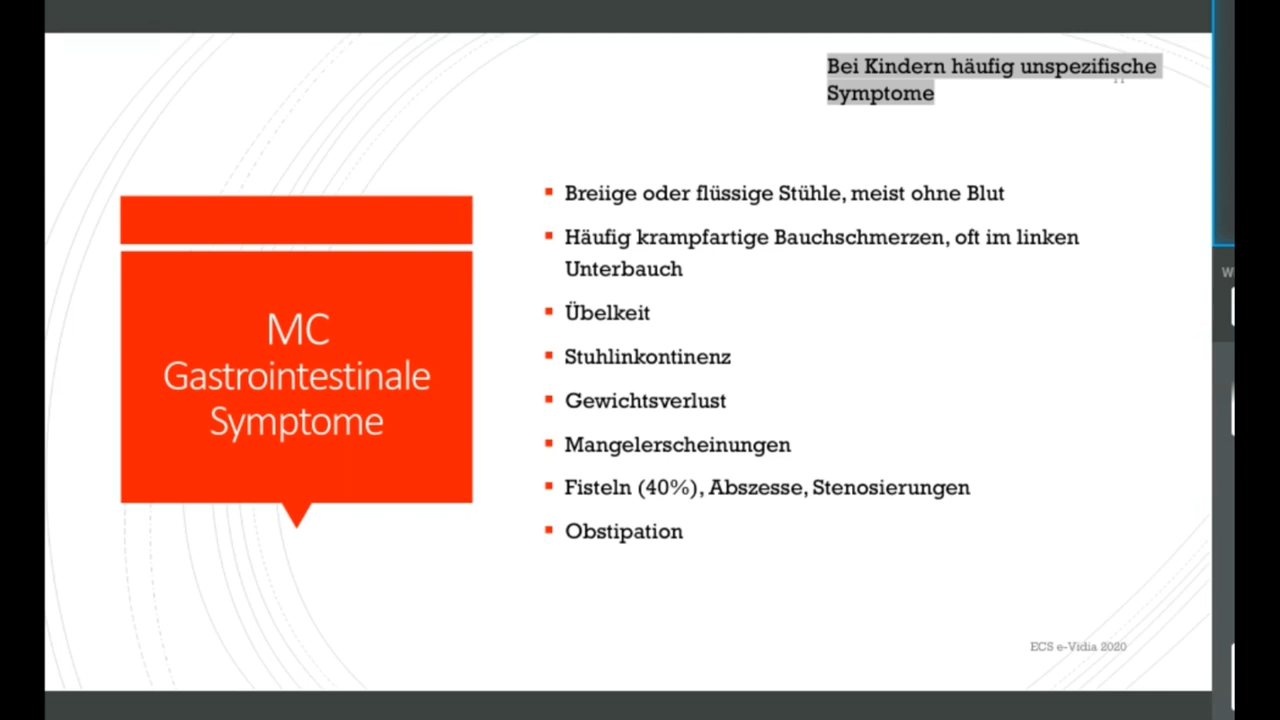 Bei Kindern häufig unspezifische
Symptome
MC
Gastrointestinale
Symptome
Breiige oder flüssige Stühle, meist ohne Blut
Häufig krampfartige Bauchschmerzen, oft im linken
Unterbauch
Übelkeit
Stuhlinkontinenz
Gewichtsverlust
Mangelerscheinungen
Fisteln (40%), Abszesse, Stenosierungen
Obstipation
ECS e-Vidia 2020